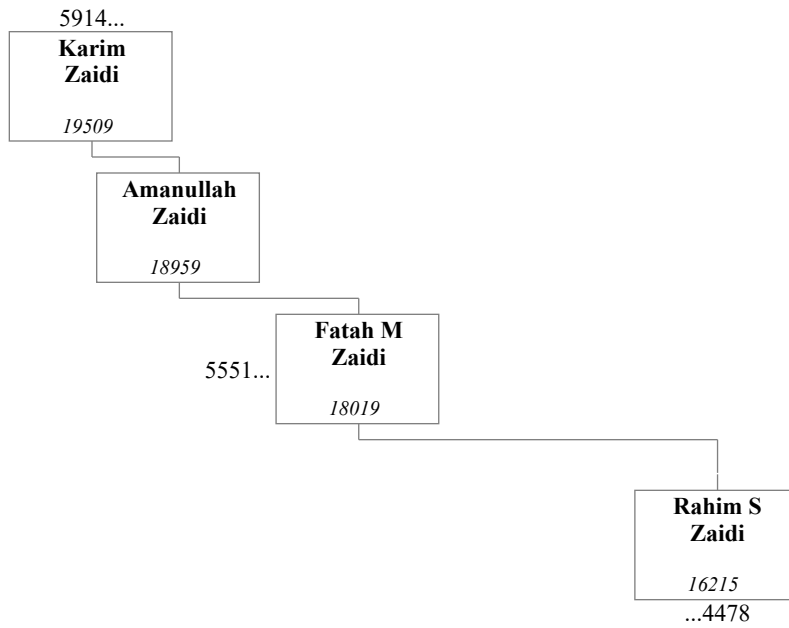 5914...
Karim
Zaidi
19509
Amanullah
Zaidi
18959
Fatah M
Zaidi
5551...
18019
Rahim S
Zaidi
16215
...4478